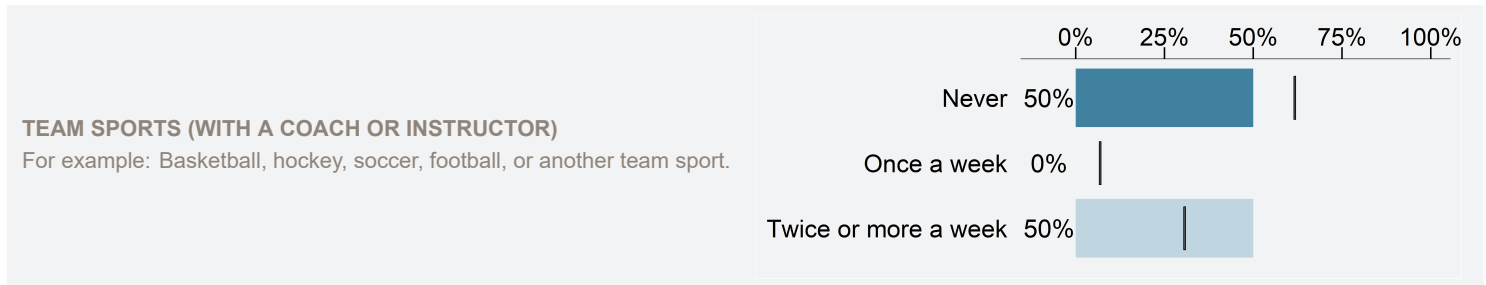 0% 25% 50% 75% 100%
Never 50%
TEAM SPORTS (WITH A COACH OR INSTRUCTOR)
For example: Basketball, hockey, soccer, football, or another team sport.
Once a week 0%
Twice or more a week 50%